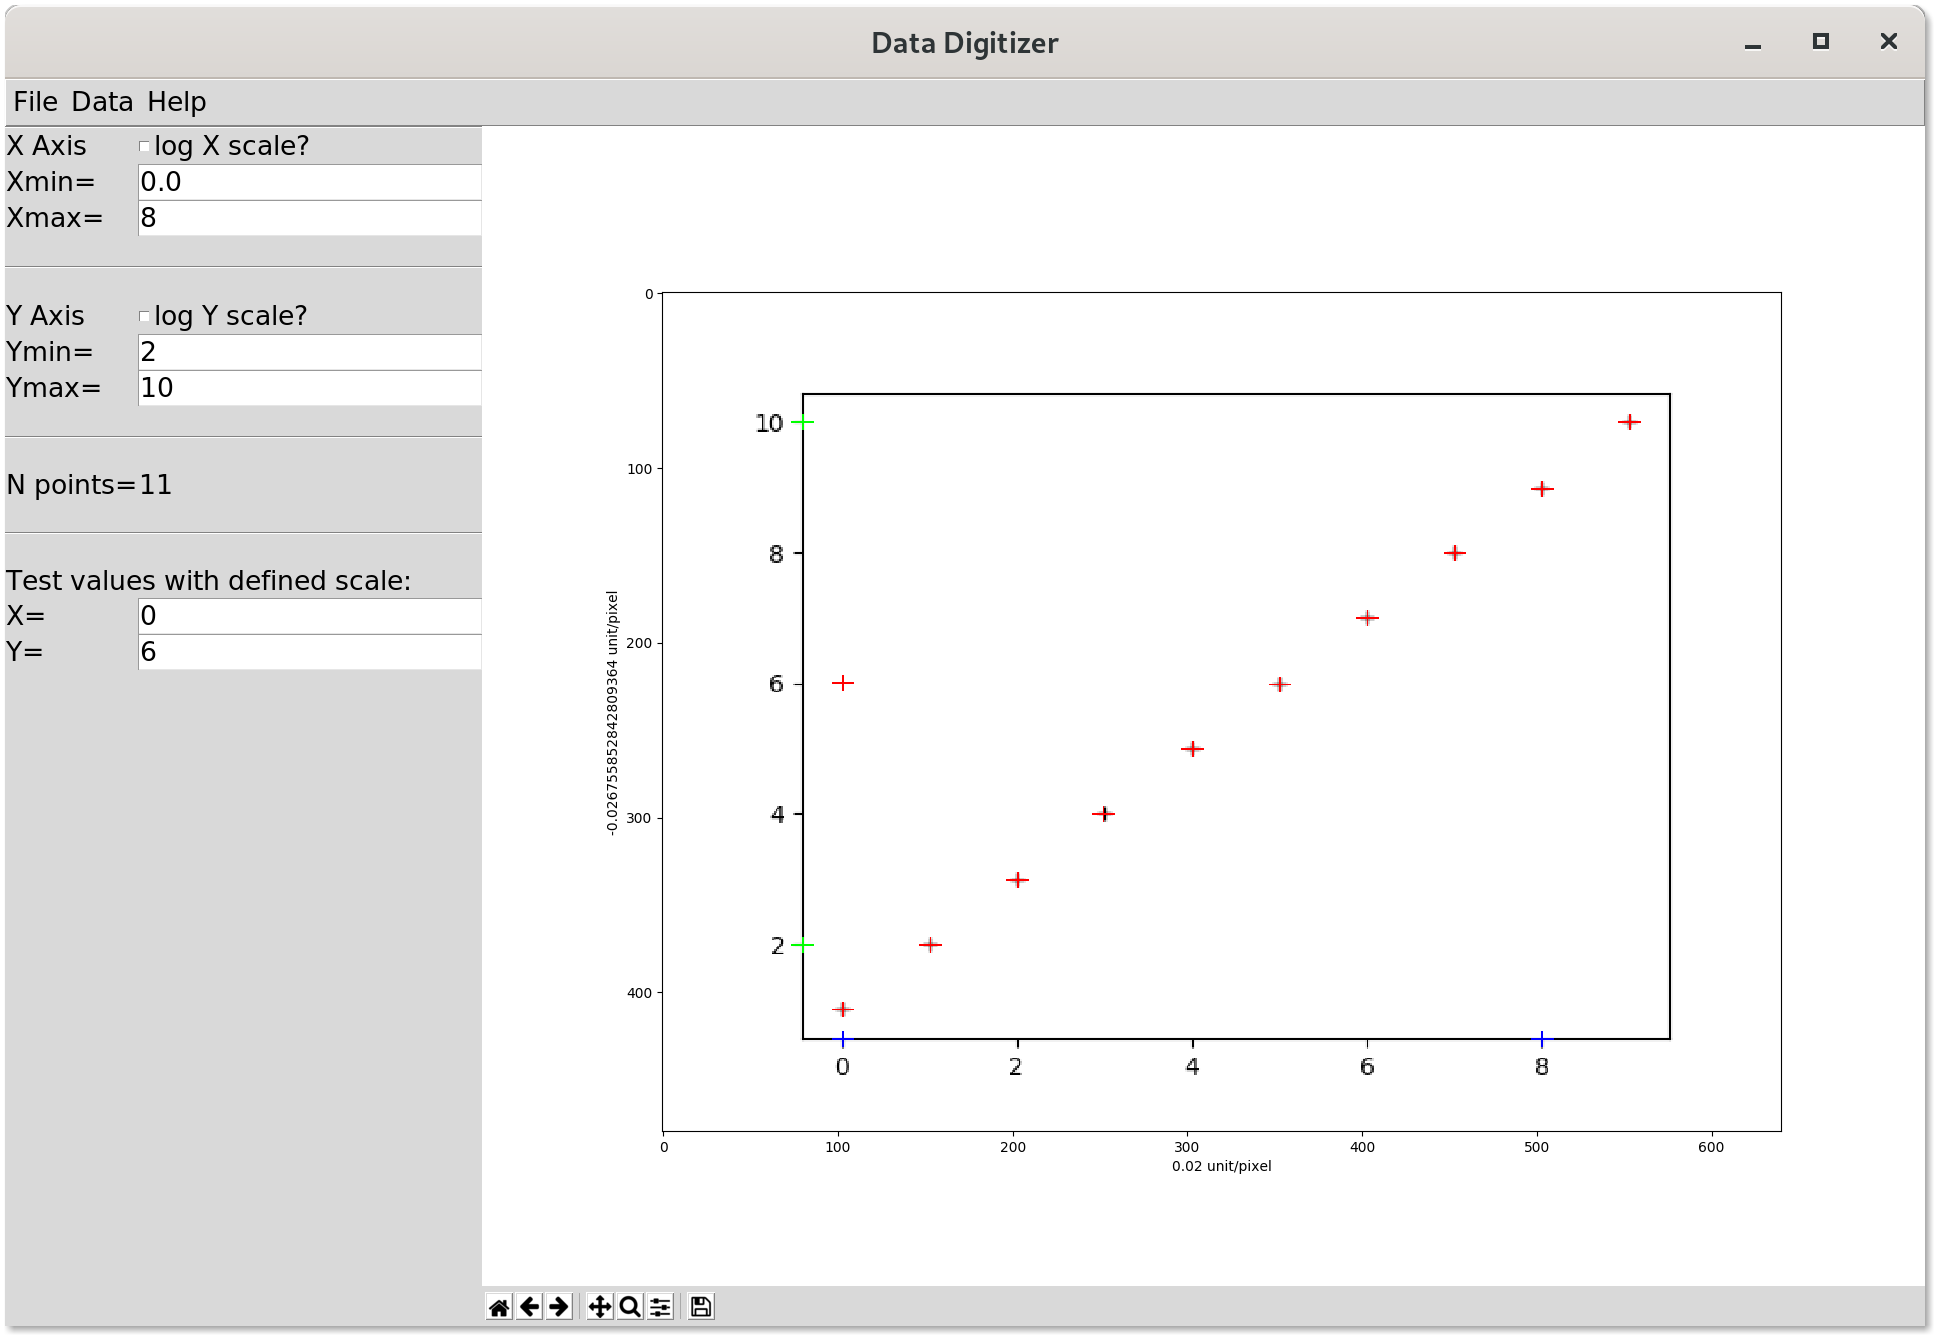 Data Digitizer
File Data Help
X Axis log X scale?
Xmin= 0.0
Xmax= 8
Y Axis log Y scale?
Ymin= 2
Ymax= 10
N points=11
Test values with defined scale:
X= 0
Y= 6
0
100
200
300
400
-0.026755852842809364 unit/pixel
10
8
6
4
2
0 2 4 6 8
0 100 200 300 400 500 600
0.02 unit/pixel